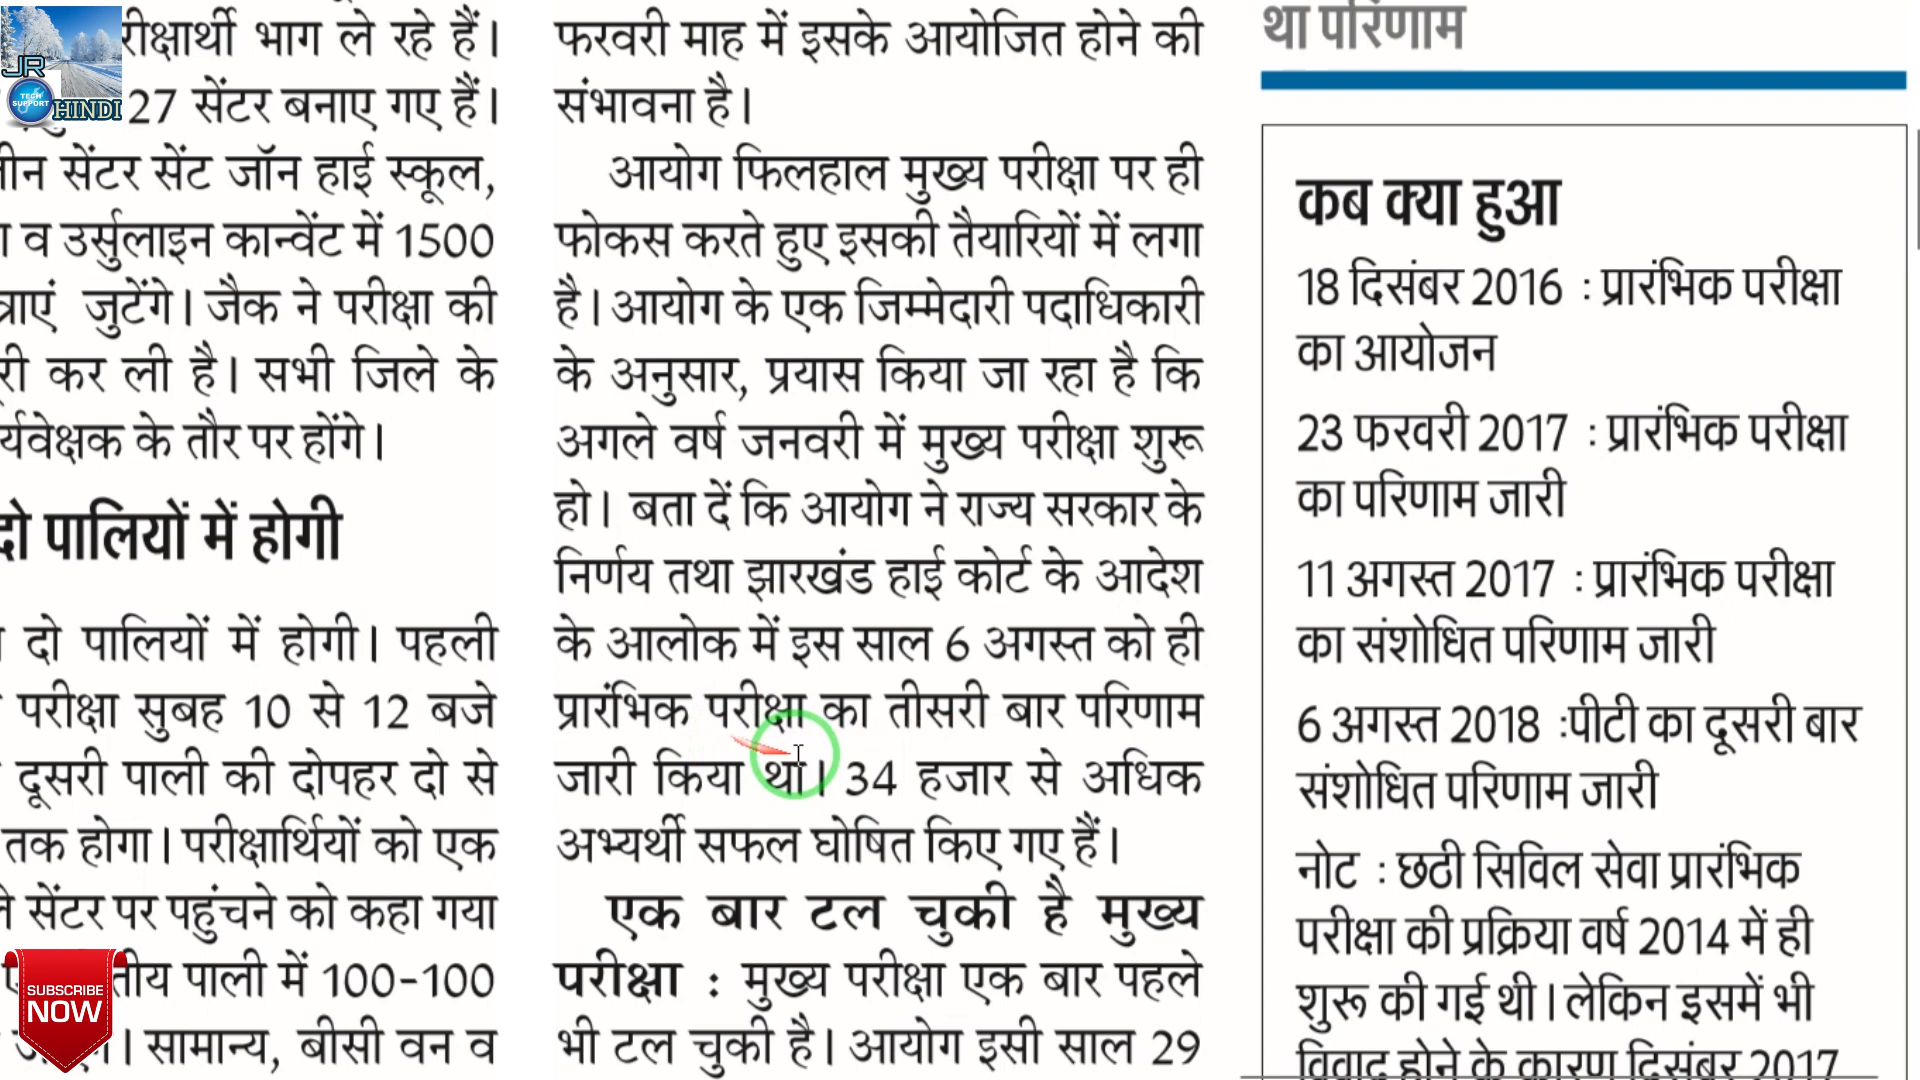 JR
TECH SUPPORT
HINDI
भाग ले रहे हैं।
27 सेंटर बनाए गए हैं।
सेंटर सेंट जॉन हाई स्कूल,
व उर्सुलाइन कान्वेंट में 1500
जुटेंगे। जैक ने परीक्षा की
कर ली है। सभी जिले के
के तौर पर होंगे।
दो पालियों में होगी
दो पालियों में होगी। पहली
परीक्षा सुबह 10 से 12 बजे
दूसरी पाली की दोपहर दो से
तक होगा। परीक्षार्थियों को एक
सेंटर पर पहुंचने को कहा गया
पाली में 100-100
सामान्य, बीसी वन व
SUBSCRIBE
NOW
फरवरी माह में इसके आयोजित होने की
संभावना है।
आयोग फिलहाल मुख्य परीक्षा पर ही
फोकस करते हुए इसकी तैयारियों में लगा
है। आयोग के एक जिम्मेदारी पदाधिकारी
के अनुसार, प्रयास किया जा रहा है कि
अगले वर्ष जनवरी में मुख्य परीक्षा शुरू
हो। बता दें कि आयोग ने राज्य सरकार के
निर्णय तथा झारखंड हाई कोर्ट के आदेश
के आलोक में इस साल 6 अगस्त को ही
प्रारंभिक परीक्षा का तीसरी बार परिणाम
जारी किया था। 34 हजार से अधिक
अभ्यर्थी सफल घोषित किए गए हैं।
एक बार टल चुकी है मुख्य
परीक्षा : मुख्य परीक्षा एक बार पहले
भी टल चुकी है। आयोग इसी साल 29
था परिणाम
कब क्या हुआ
18 दिसंबर 2016 : प्रारंभिक परीक्षा
का आयोजन
23 फरवरी 2017 : प्रारंभिक परीक्षा
का परिणाम जारी
11 अगस्त 2017 : प्रारंभिक परीक्षा
का संशोधित परिणाम जारी
6 अगस्त 2018 :पीटी का दूसरी बार
संशोधित परिणाम जारी
नोट : छठी सिविल सेवा प्रारंभिक
परीक्षा की प्रक्रिया वर्ष 2014 में ही
शुरू की गई थी। लेकिन इसमें भी
विवाद होने के कारण दिसंबर 2017